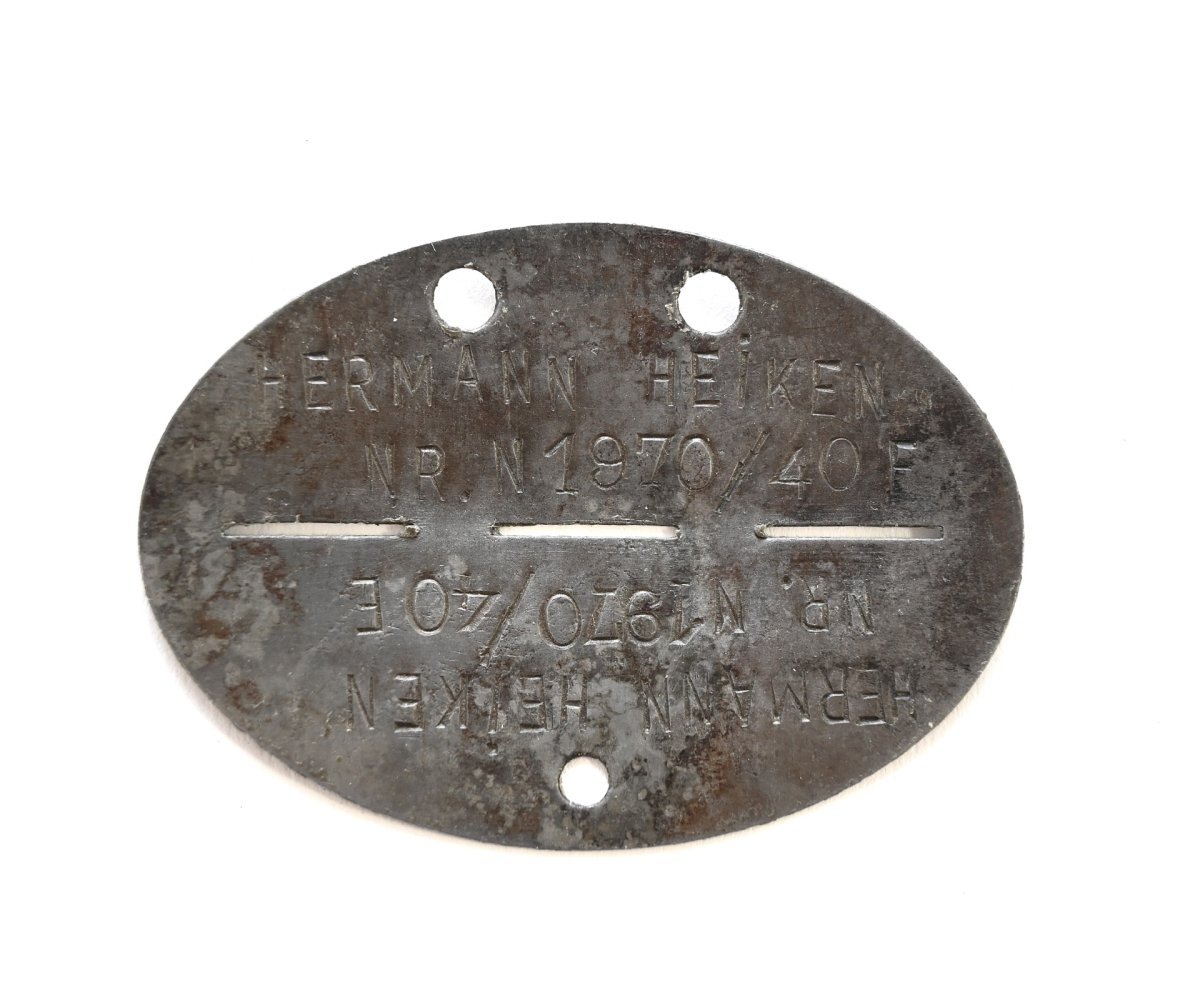 HERMANN HEiKEN
NR. N 1970/40 F
HERMANN HEiKEN
NR. N 1970/40 E